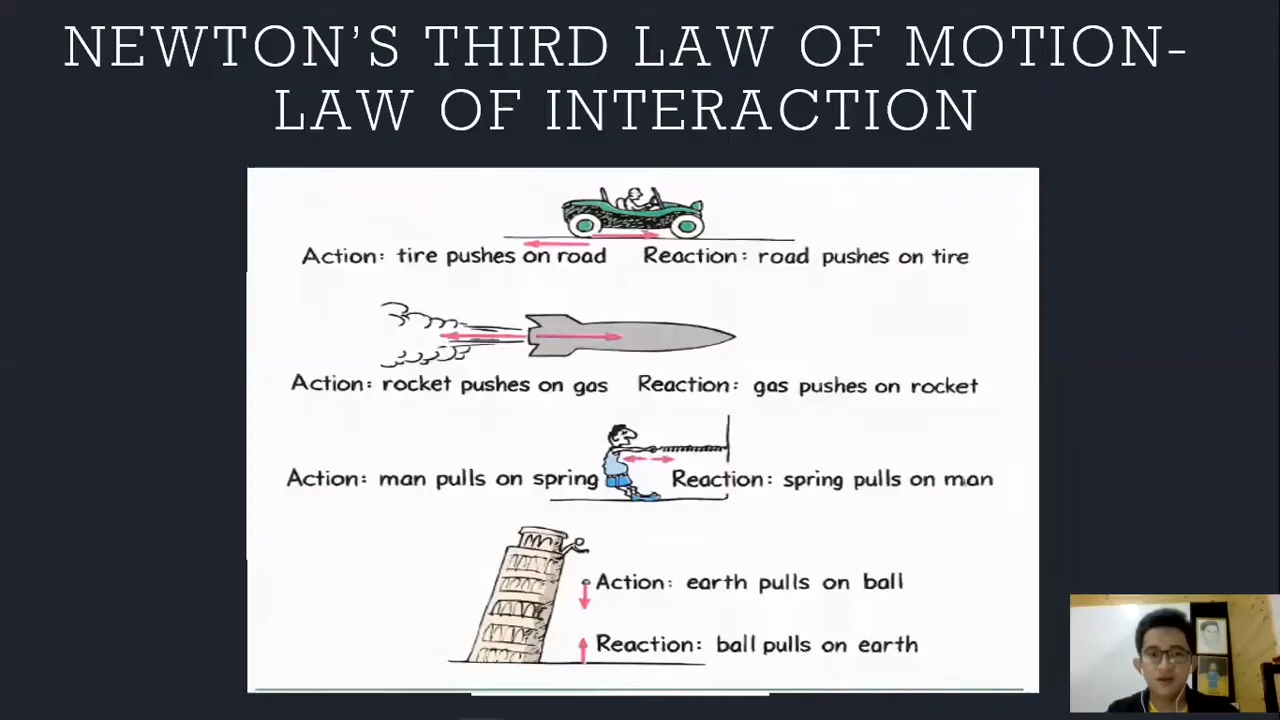 NEWTON’S THIRD LAW OF MOTION-
LAW OF INTERACTION
Action: tire pushes on road Reaction: road pushes on tire
Action: rocket pushes on gas Reaction: gas pushes on rocket
Action: man pulls on spring Reaction: spring pulls on man
Action: earth pulls on ball
Reaction: ball pulls on earth